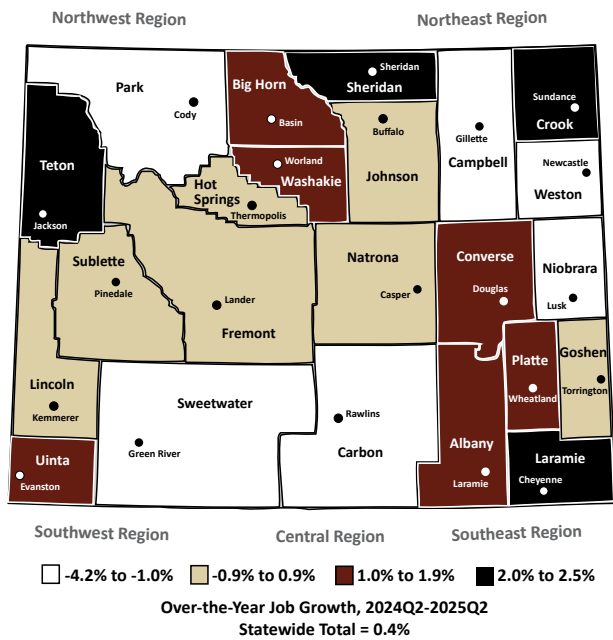 Northwest Region
Northeast Region
Park
Cody
Big Horn
Basin
Sheridan
Sheridan
Sundance
Crook
Buffalo
Johnson
Gillette
Campbell
Newcastle
Weston
Teton
Jackson
Worland
Washakie
Hot
Springs
Thermopolis
Sublette
Pinedale
Lander
Fremont
Natrona
Casper
Converse
Douglas
Niobrara
Lusk
Lincoln
Kemmerer
Platte
Wheatland
Goshen
Torrington
Sweetwater
Green River
Rawlins
Carbon
Albany
Laramie
Laramie
Cheyenne
Uinta
Evanston
Southwest Region
Central Region
Southeast Region
-4.2% to -1.0%
-0.9% to 0.9%
1.0% to 1.9%
2.0% to 2.5%
Over-the-Year Job Growth, 2024Q2-2025Q2
Statewide Total = 0.4%